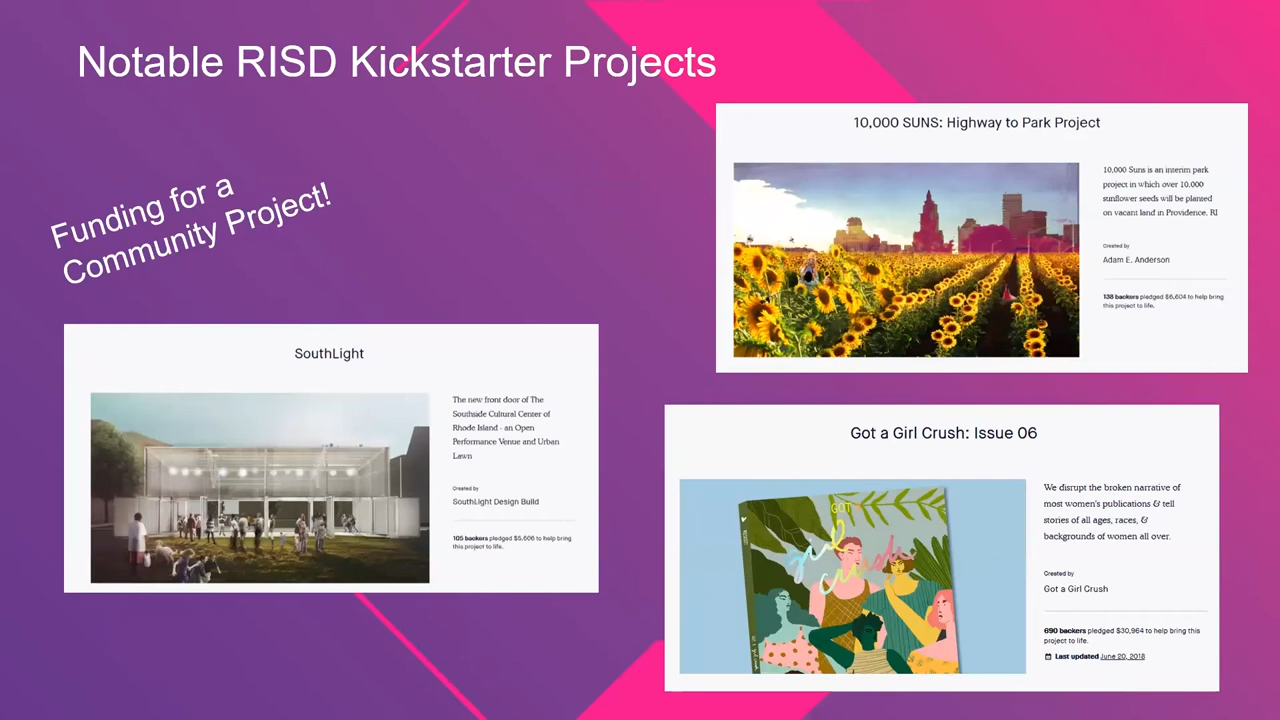 Notable RISD Kickstarter Projects
Funding for a
Community Project!
10,000 SUNS: Highway to Park Project
10,000 Suns is an interim park
project in which over 10,000
sunflower seeds will be planted
on vacant land in Providence, RI
Created by
Adam E. Anderson
138 backers pledged $6,604 to help bring
this project to life.
SouthLight
The new front door of The
Southside Cultural Center of
Rhode Island - an Open
Performance Venue and Urban
Lawn
Created by
SouthLight Design Build
105 backers pledged $5,606 to help bring
this project to life.
Got a Girl Crush: Issue 06
GOT
girl
crush
We disrupt the broken narrative of
most women's publications & tell
stories of all ages, races, &
backgrounds of women all over.
Created by
Got a Girl Crush
690 backers pledged $30,964 to help bring this
project to life.
Last updated June 20, 2018